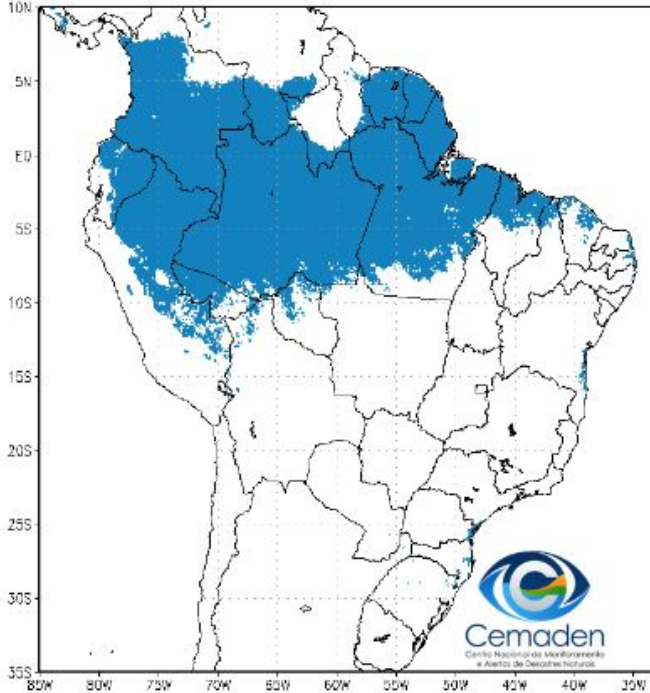 10N
5N
EQ
5S
10S
15S
20S
25S
30S
35S
85W 80W 75W 70W 65W 60W 55W 50W 45W 40W 35W
Cemaden
Centro Nacional de Monitoramento
e Alertas de Desastres Naturais